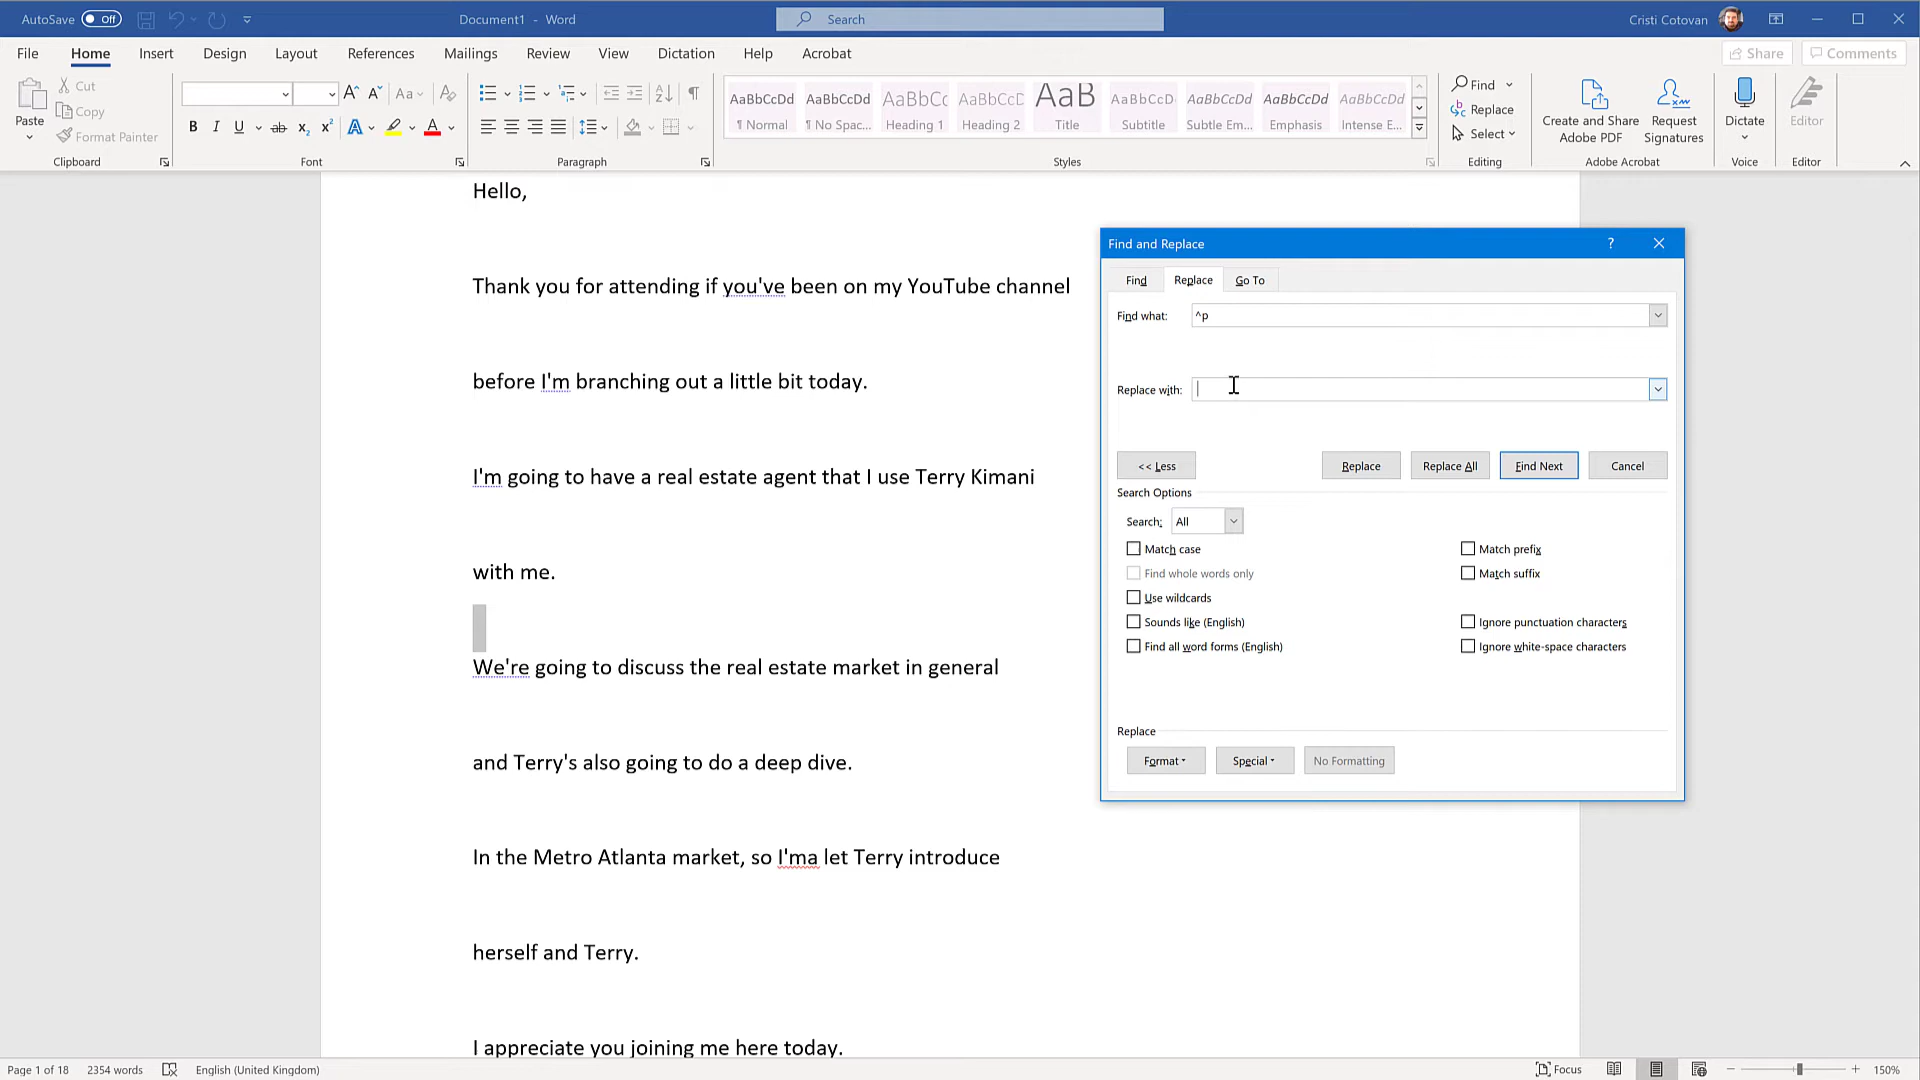 AutoSave Off Document1 - Word Search Cristi Cotovan
File Home Insert Design Layout References Mailings Review View Dictation Help Acrobat Share Comments
Paste Cut Copy Format Painter
Clipboard
Aa
B I U ab x₂ x² A A
Font
Paragraph
AaBbCcDd AaBbCcDd AaBbCc AaBbCcD AaB AaBbCcD AaBbCcDd AaBbCcDd AaBbCcDd
¶ Normal ¶ No Spac... Heading 1 Heading 2 Title Subtitle Subtle Em... Emphasis Intense E...
Styles
Find
Replace
Select
Editing
Create and Share Adobe PDF
Request Signatures
Adobe Acrobat
Dictate
Voice
Editor
Editor
Hello,
Thank you for attending if you've been on my YouTube channel
before I'm branching out a little bit today.
I'm going to have a real estate agent that I use Terry Kimani
with me.
We're going to discuss the real estate market in general
and Terry's also going to do a deep dive.
In the Metro Atlanta market, so I'ma let Terry introduce
herself and Terry.
I appreciate you joining me here today.
Find and Replace ?
Find Replace Go To
Find what: ^p
Replace with:
<< Less Replace Replace All Find Next Cancel
Search Options
Search: All
Match case Match prefix
Find whole words only Match suffix
Use wildcards
Sounds like (English) Ignore punctuation characters
Find all word forms (English) Ignore white-space characters
Replace
Format Special No Formatting
Page 1 of 18 2354 words English (United Kingdom) Focus 150%